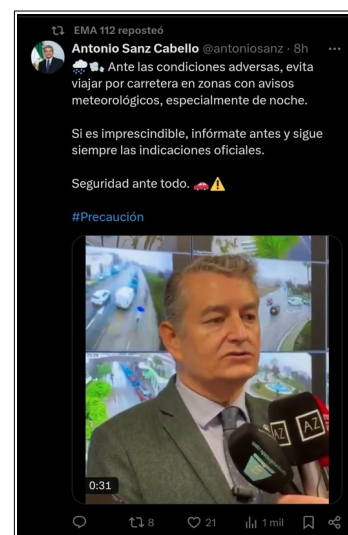 EMA 112 reposteó
Antonio Sanz Cabello @antoniosanz · 8h
🌧️🌬️ Ante las condiciones adversas, evita
viajar por carretera en zonas con avisos
meteorológicos, especialmente de noche.
Si es imprescindible, infórmate antes y sigue
siempre las indicaciones oficiales.
Seguridad ante todo. 🚗⚠️
#Precaución
AZ
AZ
0:31
8 21 1 mil